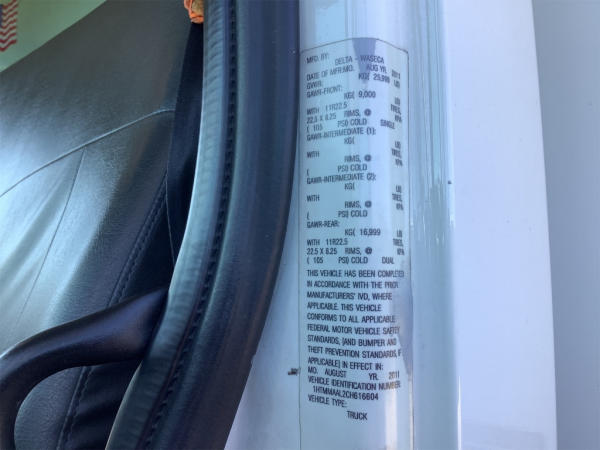 MFD. BY: DELTA - WASECA
DATE OF MFR:MO. AUG YR. 2011
GVWR: KG( 25,999 LB)
GAWR-FRONT:
KG( 9,000 LB)
WITH 11R22.5 TIRES,
22.5 X 8.25 RIMS, @ KPA
( 105 PSI) COLD SINGLE
GAWR-INTERMEDIATE (1):
KG( LB)
WITH TIRES,
RIMS, @ KPA
( PSI) COLD
GAWR-INTERMEDIATE (2):
KG( LB)
WITH TIRES,
RIMS, @ KPA
( PSI) COLD
GAWR-REAR:
KG( 16,999 LB)
WITH 11R22.5 TIRES,
22.5 X 8.25 RIMS, @ KPA
( 105 PSI) COLD DUAL
THIS VEHICLE HAS BEEN COMPLETED
IN ACCORDANCE WITH THE PRIOR
MANUFACTURERS' IVD, WHERE
APPLICABLE. THIS VEHICLE
CONFORMS TO ALL APPLICABLE
FEDERAL MOTOR VEHICLE SAFETY
STANDARDS, [AND BUMPER AND
THEFT PREVENTION STANDARDS, IF
APPLICABLE] IN EFFECT IN:
MO. AUGUST YR. 2011
VEHICLE IDENTIFICATION NUMBER:
1HTMMAAL2CH616604
VEHICLE TYPE:
TRUCK